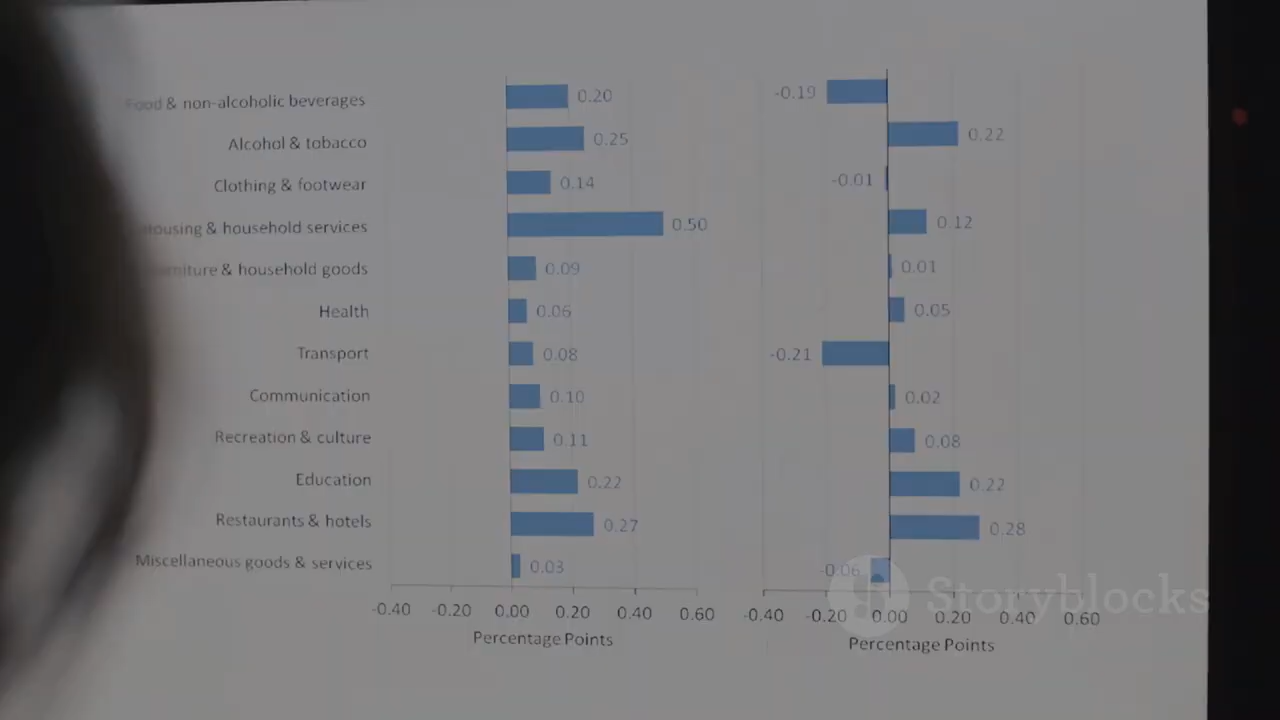 Food & non-alcoholic beverages 0.20 -0.19
Alcohol & tobacco 0.25 0.22
Clothing & footwear 0.14 -0.01
Housing & household services 0.50 0.12
Furniture & household goods 0.09 0.01
Health 0.06 0.05
Transport 0.08 -0.21
Communication 0.10 0.02
Recreation & culture 0.11 0.08
Education 0.22 0.22
Restaurants & hotels 0.27 0.28
Miscellaneous goods & services 0.03 -0.06
-0.40 -0.20 0.00 0.20 0.40 0.60 -0.40 -0.20 0.00 0.20 0.40 0.60
Percentage Points Percentage Points
Storyblocks